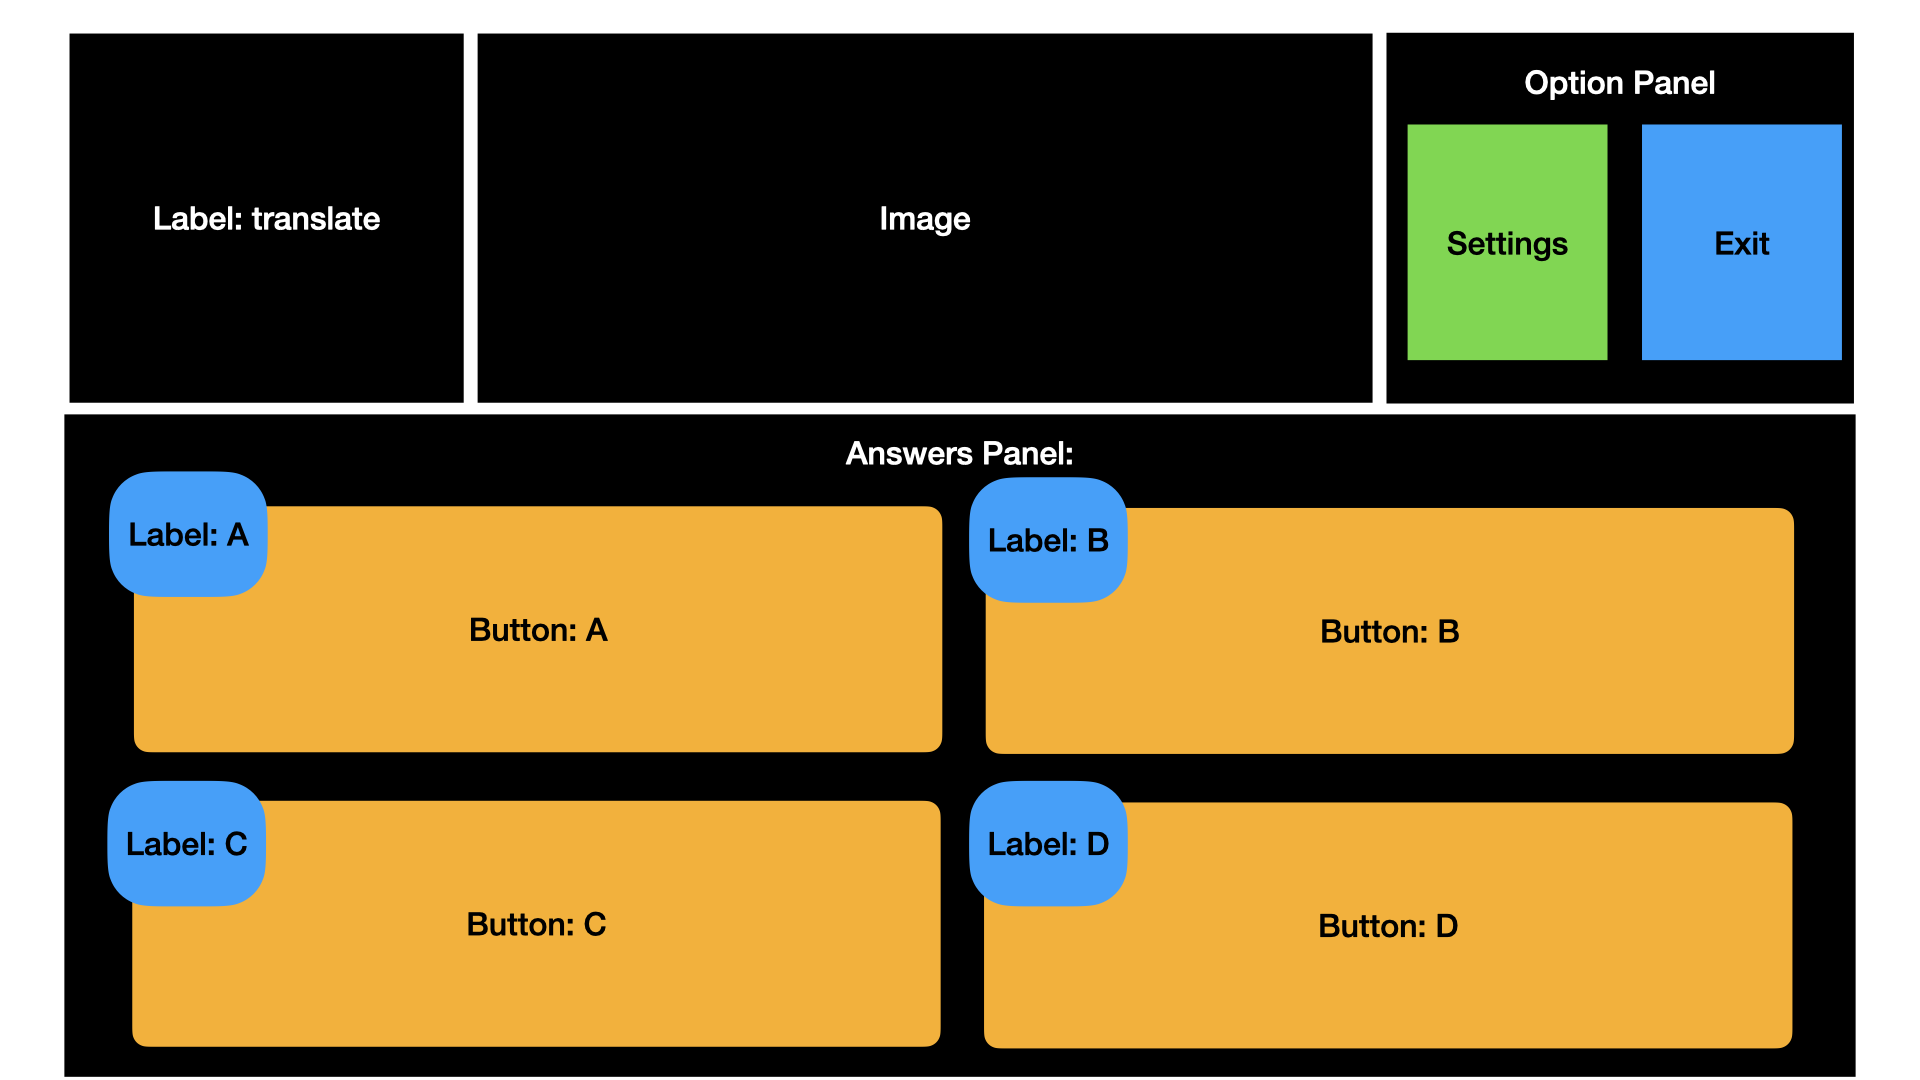 Label: translate
Image
Option Panel
Settings
Exit
Answers Panel:
Label: A
Button: A
Label: B
Button: B
Label: C
Button: C
Label: D
Button: D